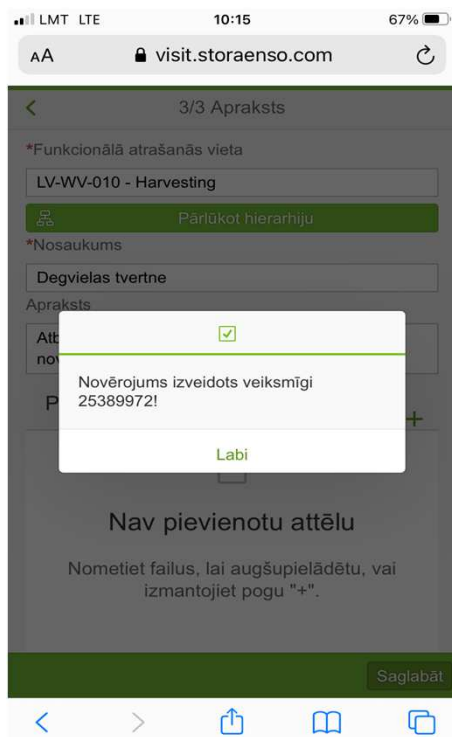 LMT LTE 10:15 67%
AA visit.storaenso.com
3/3 Apraksts
*Funkcionālā atrašanās vieta
LV-WV-010 - Harvesting
Pārlūkot hierarhiju
*Nosaukums
Degvielas tvertne
Apraksts
Novērojums izveidots veiksmīgi
25389972!
Labi
+
Nav pievienotu attēlu
Nometiet failus, lai augšupielādētu, vai
izmantojiet pogu "+".
Saglabāt